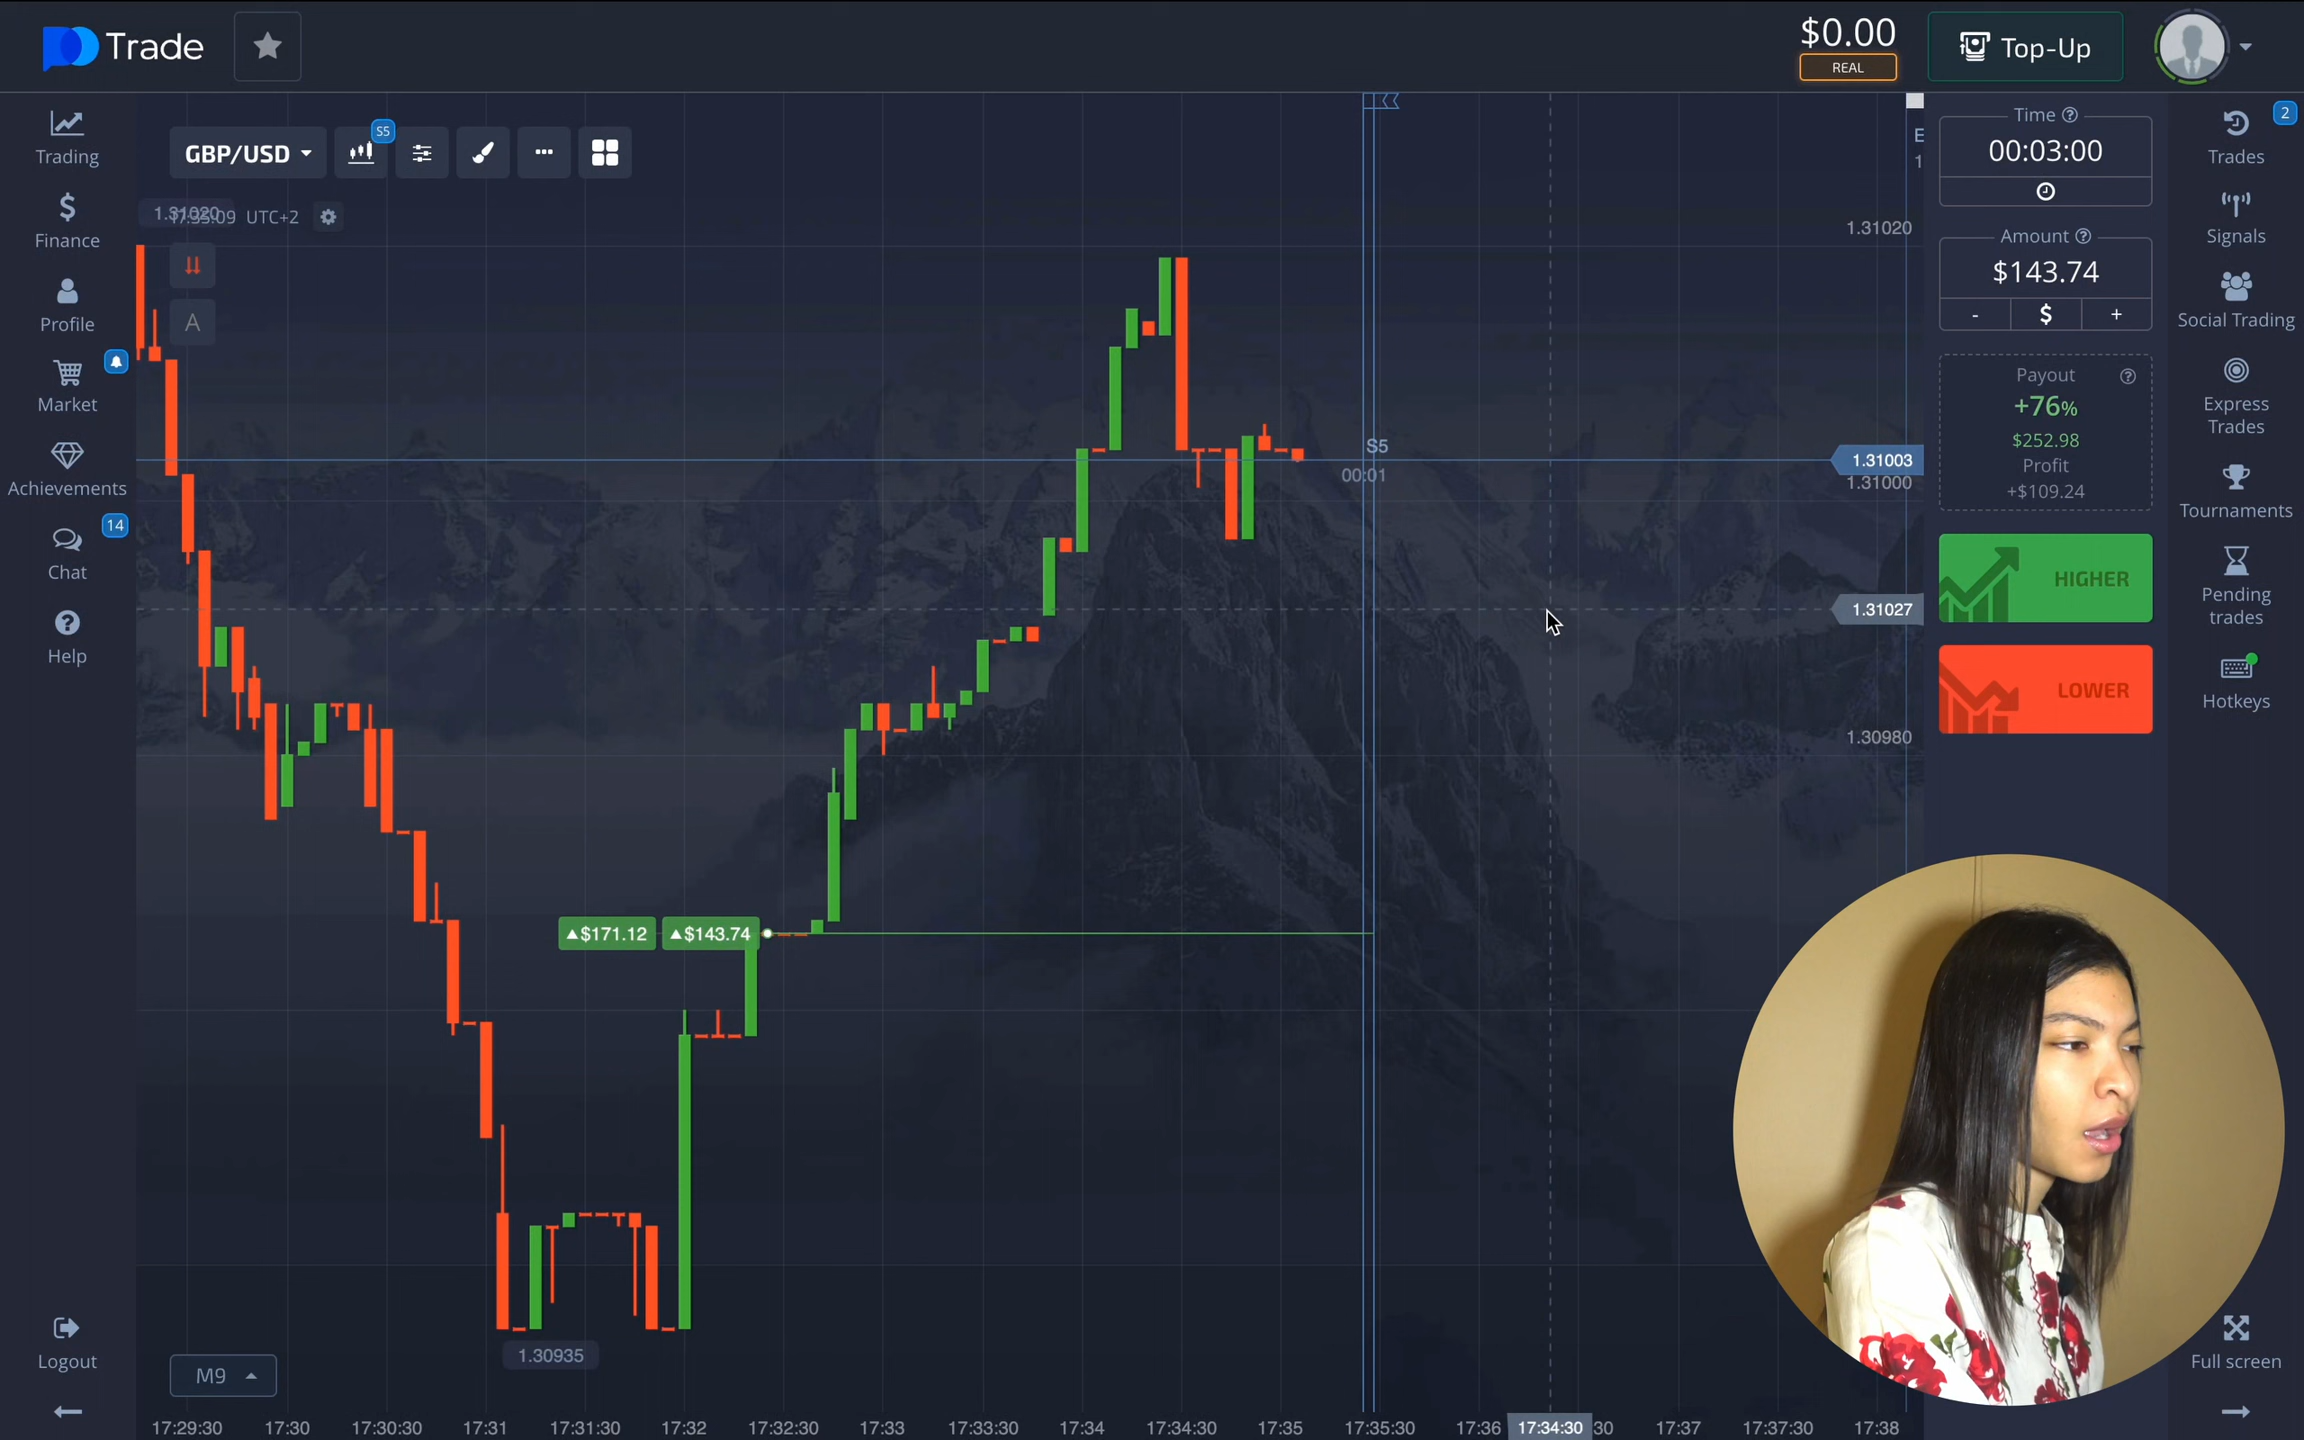 Trade
$0.00
REAL
Top-Up
Trading
Finance
Profile
Market
Achievements
14
Chat
Help
Logout
GBP/USD
S5
1.31020
UTC+2
A
S5
00:01
▲$171.12 ▲$143.74
1.30935
M9
1.31020
1.31003
1.31000
1.31027
1.30980
17:29:30 17:30 17:30:30 17:31 17:31:30 17:32 17:32:30 17:33 17:33:30 17:34 17:34:30 17:35 17:35:30 17:36 17:34:30 30 17:37 17:37:30 17:38
E
1
Time
00:03:00
Amount
$143.74
- $ +
Payout
+76%
$252.98
Profit
+$109.24
HIGHER
LOWER
2
Trades
Signals
Social Trading
Express
Trades
Tournaments
Pending
trades
Hotkeys
Full screen